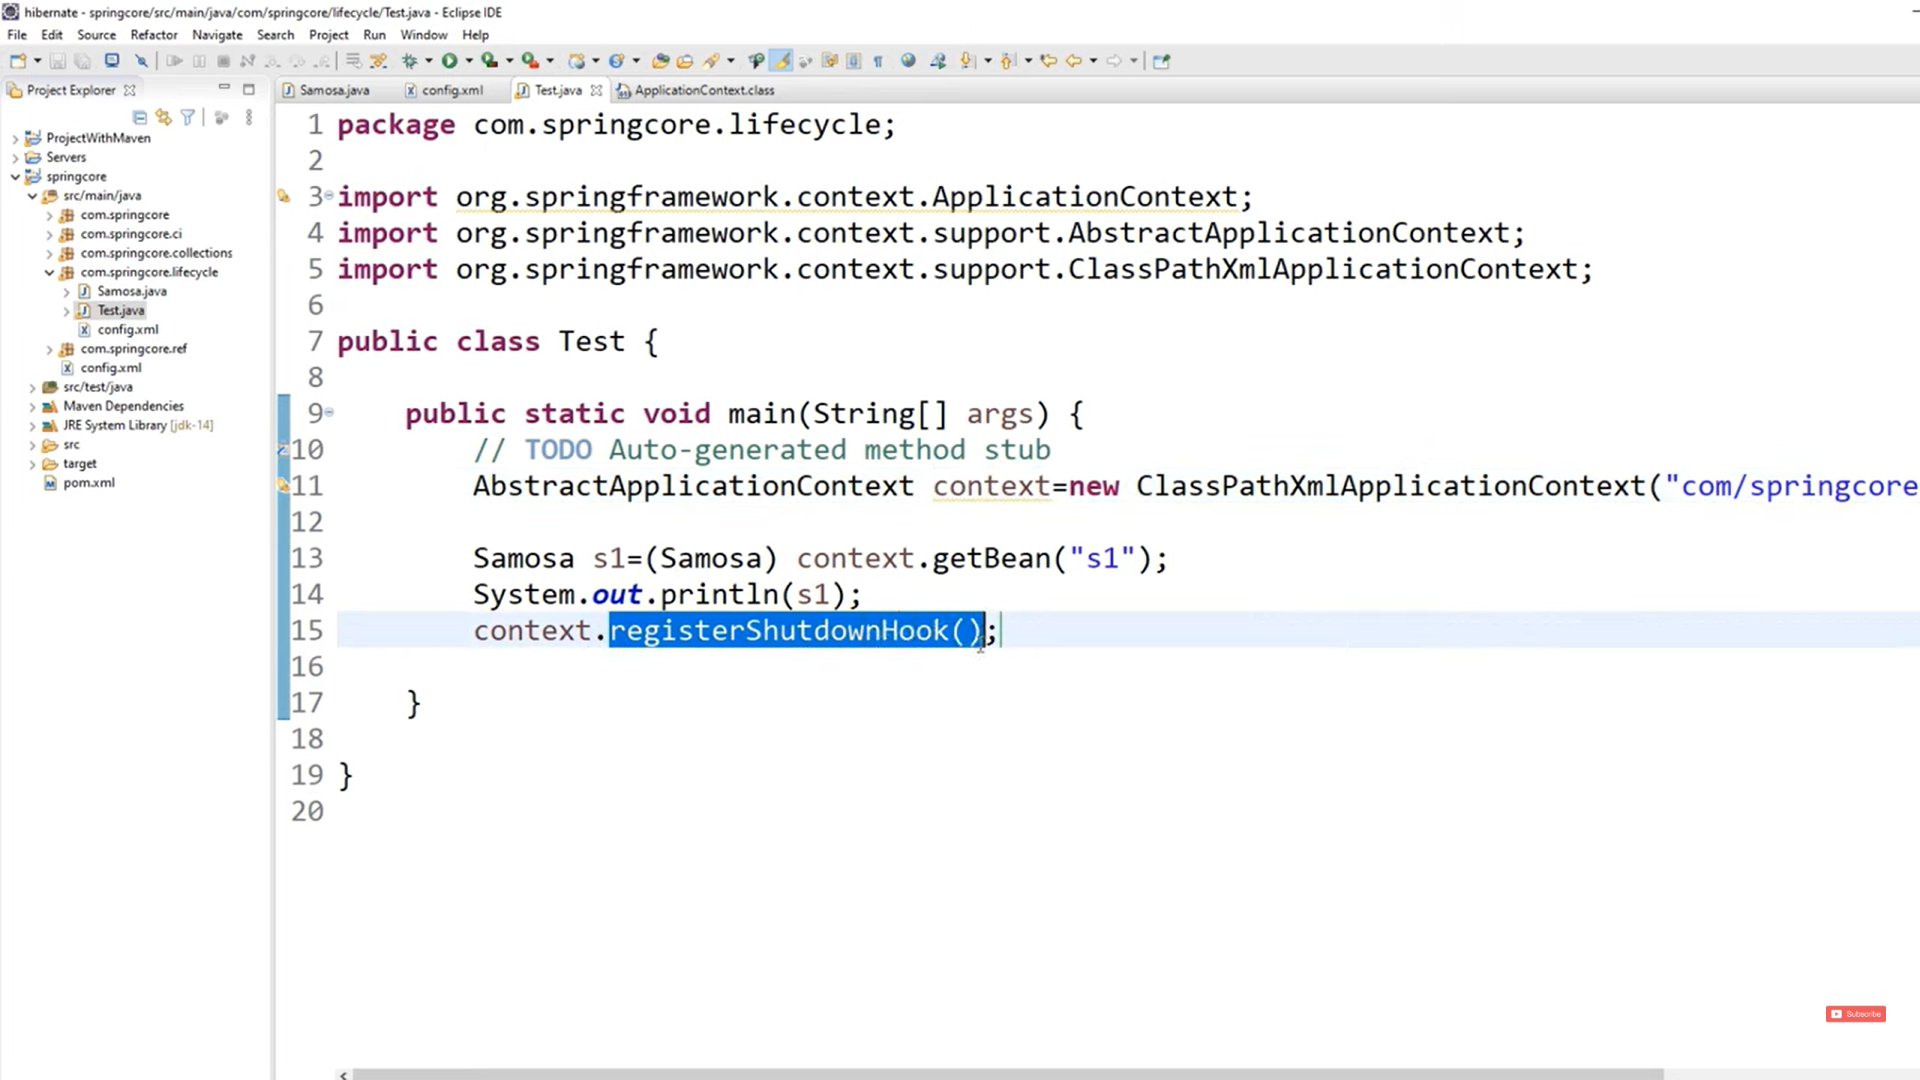 hibernate - springcore/src/main/java/com/springcore/lifecycle/Test.java - Eclipse IDE
File Edit Source Refactor Navigate Search Project Run Window Help
Project Explorer
ProjectWithMaven
Servers
springcore
src/main/java
com.springcore
com.springcore.ci
com.springcore.collections
com.springcore.lifecycle
Samosa.java
Test.java
config.xml
com.springcore.ref
config.xml
src/test/java
Maven Dependencies
JRE System Library [jdk-14]
src
target
pom.xml
Samosa.java config.xml Test.java ApplicationContext.class
1 package com.springcore.lifecycle;
2
3 import org.springframework.context.ApplicationContext;
4 import org.springframework.context.support.AbstractApplicationContext;
5 import org.springframework.context.support.ClassPathXmlApplicationContext;
6
7 public class Test {
8
9 public static void main(String[] args) {
10 // TODO Auto-generated method stub
11 AbstractApplicationContext context=new ClassPathXmlApplicationContext("com/springcore
12
13 Samosa s1=(Samosa) context.getBean("s1");
14 System.out.println(s1);
15 context.registerShutdownHook();
16
17 }
18
19 }
20
Subscribe